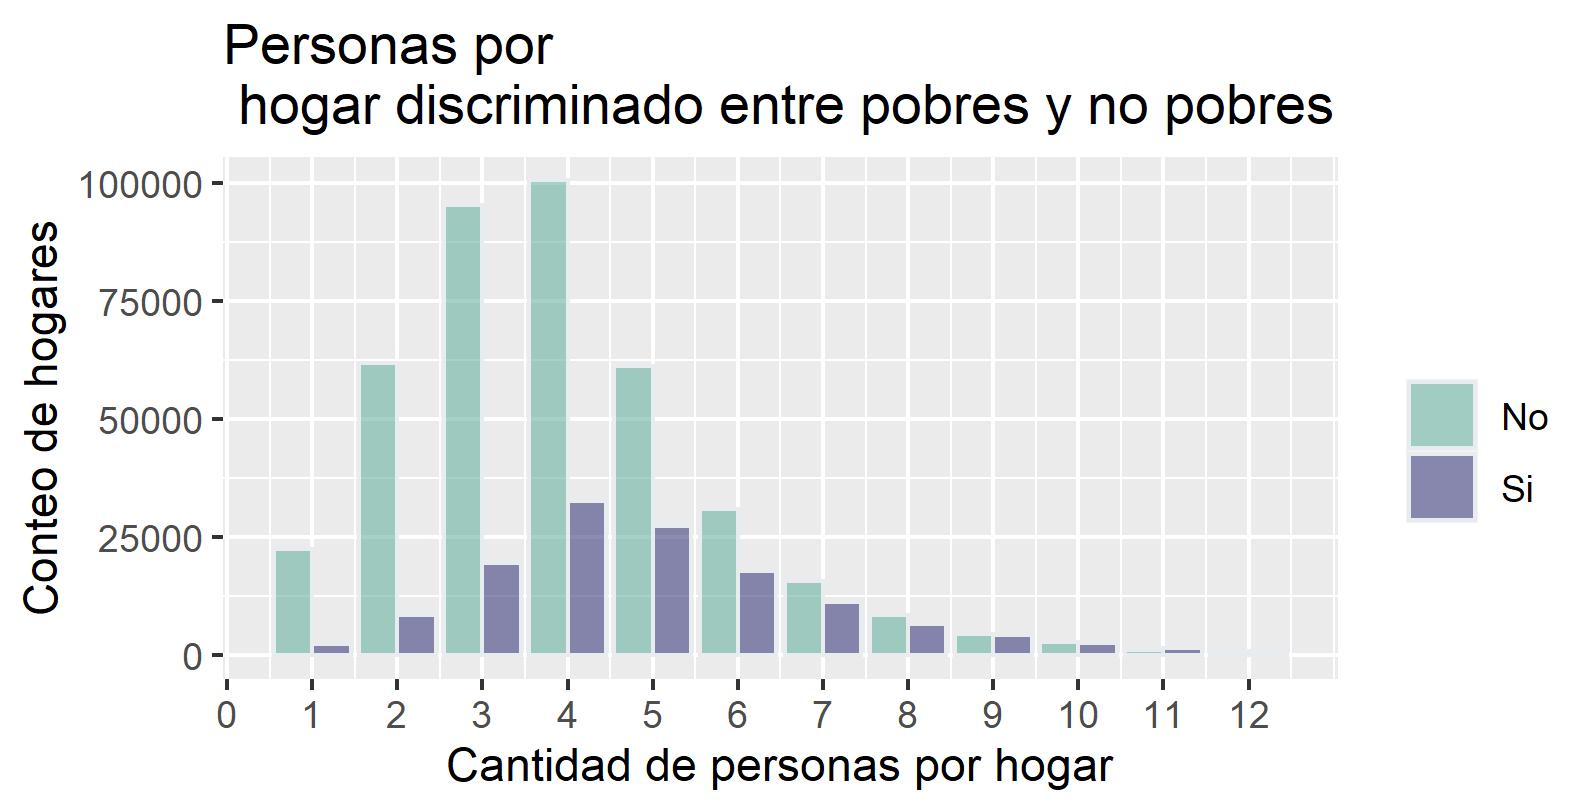 Personas por
hogar discriminado entre pobres y no pobres
Conteo de hogares
100000
75000
50000
25000
0
0 1 2 3 4 5 6 7 8 9 10 11 12
Cantidad de personas por hogar
No
Si